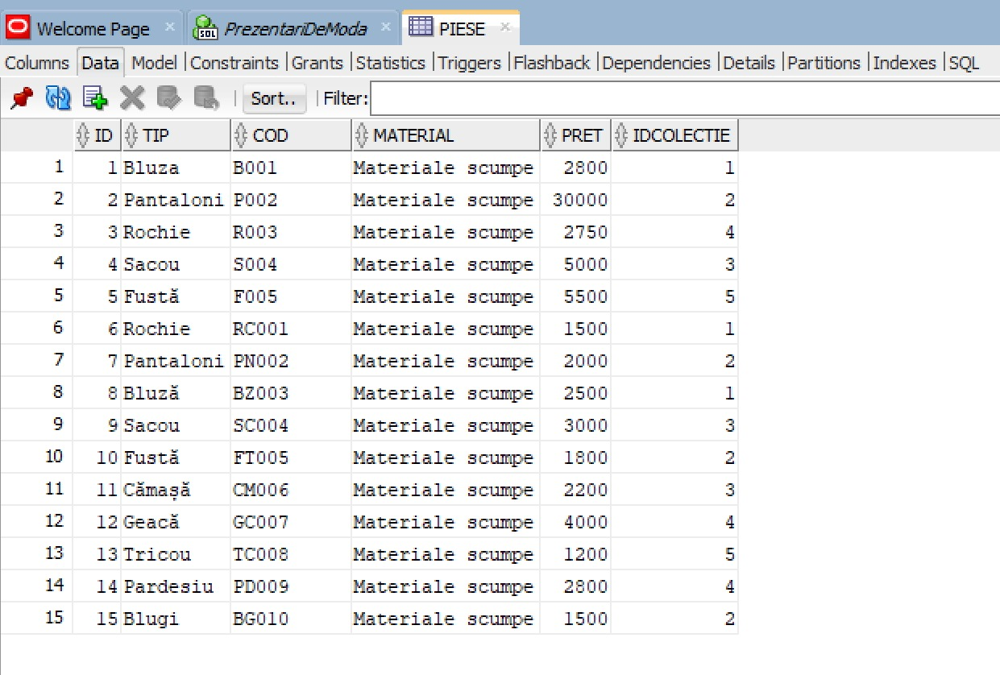 Welcome Page PrezentariDeModa PIESE
Columns Data Model Constraints Grants Statistics Triggers Flashback Dependencies Details Partitions Indexes SQL
Sort.. Filter:
ID TIP COD MATERIAL PRET IDCOLECTIE
1 1 Bluza B001 Materiale scumpe 2800 1
2 2 Pantaloni P002 Materiale scumpe 30000 2
3 3 Rochie R003 Materiale scumpe 2750 4
4 4 Sacou S004 Materiale scumpe 5000 3
5 5 Fustă F005 Materiale scumpe 5500 5
6 6 Rochie RC001 Materiale scumpe 1500 1
7 7 Pantaloni PN002 Materiale scumpe 2000 2
8 8 Bluză BZ003 Materiale scumpe 2500 1
9 9 Sacou SC004 Materiale scumpe 3000 3
10 10 Fustă FT005 Materiale scumpe 1800 2
11 11 Cămașă CM006 Materiale scumpe 2200 3
12 12 Geacă GC007 Materiale scumpe 4000 4
13 13 Tricou TC008 Materiale scumpe 1200 5
14 14 Pardesiu PD009 Materiale scumpe 2800 4
15 15 Blugi BG010 Materiale scumpe 1500 2